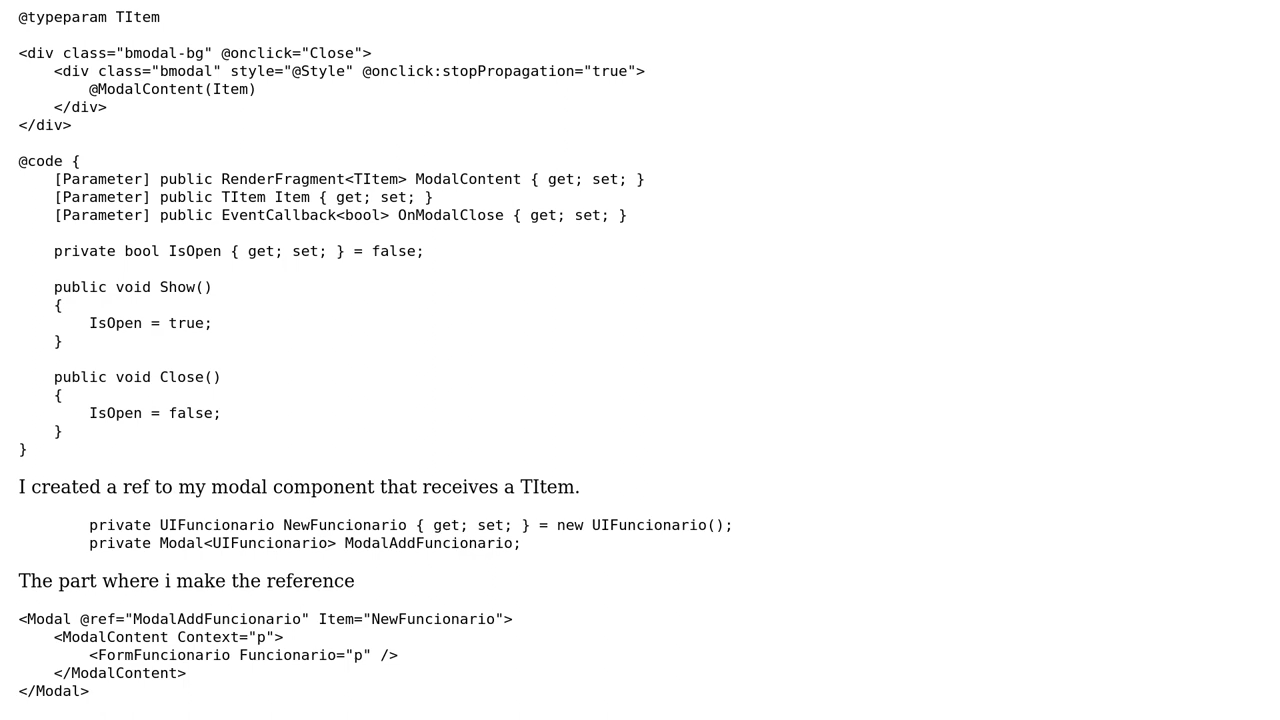 @typeparam TItem
<div class="bmodal-bg" @onclick="Close">
    <div class="bmodal" style="@Style" @onclick:stopPropagation="true">
        @ModalContent(Item)
    </div>
</div>
@code {
    [Parameter] public RenderFragment<TItem> ModalContent { get; set; }
    [Parameter] public TItem Item { get; set; }
    [Parameter] public EventCallback<bool> OnModalClose { get; set; }
    private bool IsOpen { get; set; } = false;
    public void Show()
    {
        IsOpen = true;
    }
    public void Close()
    {
        IsOpen = false;
    }
}
I created a ref to my modal component that receives a TItem.
        private UIFuncionario NewFuncionario { get; set; } = new UIFuncionario();
        private Modal<UIFuncionario> ModalAddFuncionario;
The part where i make the reference
<Modal @ref="ModalAddFuncionario" Item="NewFuncionario">
    <ModalContent Context="p">
        <FormFuncionario Funcionario="p" />
    </ModalContent>
</Modal>